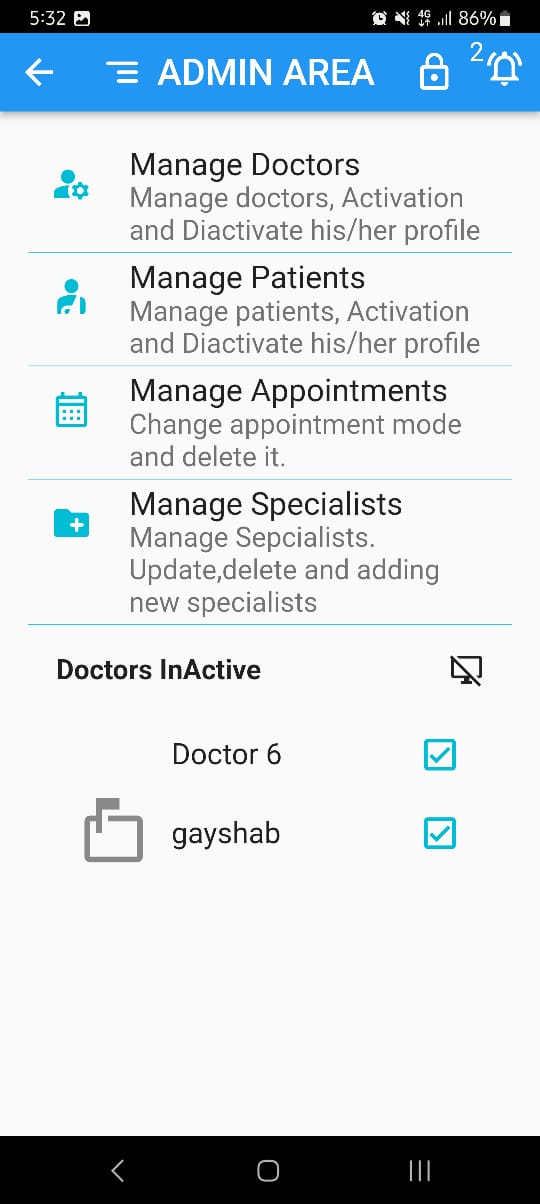 5:32
4G 86%
ADMIN AREA
2
Manage Doctors
Manage doctors, Activation
and Diactivate his/her profile
Manage Patients
Manage patients, Activation
and Diactivate his/her profile
Manage Appointments
Change appointment mode
and delete it.
Manage Specialists
Manage Sepcialists.
Update,delete and adding
new specialists
Doctors InActive
Doctor 6
gayshab